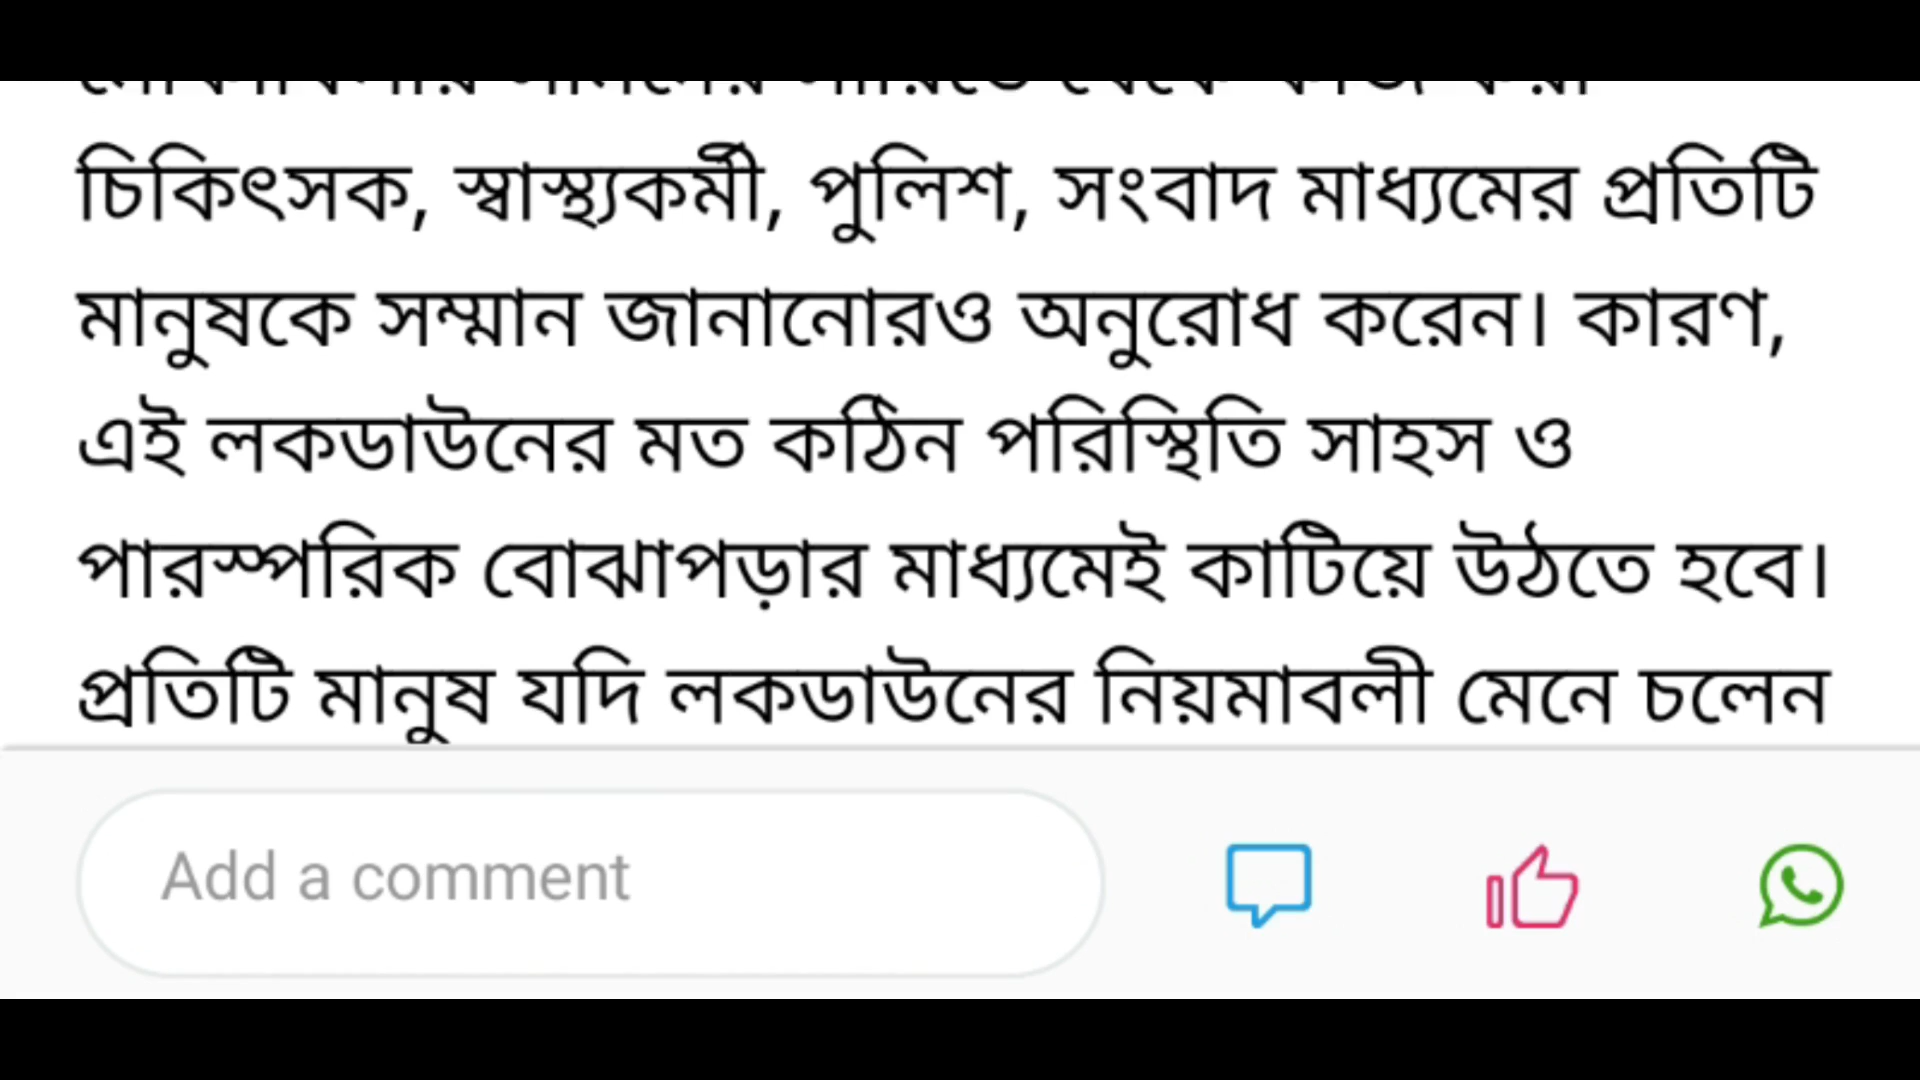 চিকিৎসক, স্বাস্থ্যকর্মী, পুলিশ, সংবাদ মাধ্যমের প্রতিটি
মানুষকে সম্মান জানানোরও অনুরোধ করেন। কারণ,
এই লকডাউনের মত কঠিন পরিস্থিতি সাহস ও
পারস্পরিক বোঝাপড়ার মাধ্যমেই কাটিয়ে উঠতে হবে।
প্রতিটি মানুষ যদি লকডাউনের নিয়মাবলী মেনে চলেন
Add a comment